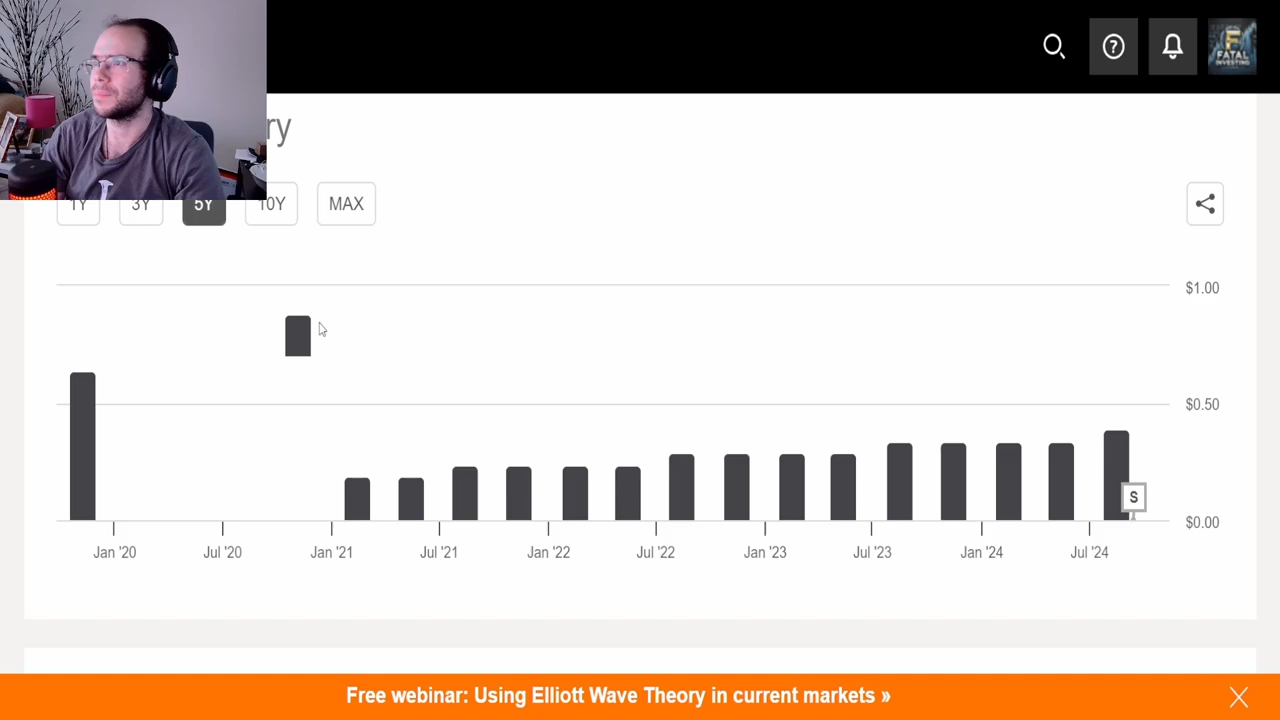 F
FATAL
INVESTING
ry
1Y 3Y 5Y 10Y MAX
$1.00
$0.50
S
$0.00
Jan '20 Jul '20 Jan '21 Jul '21 Jan '22 Jul '22 Jan '23 Jul '23 Jan '24 Jul '24
Free webinar: Using Elliott Wave Theory in current markets »